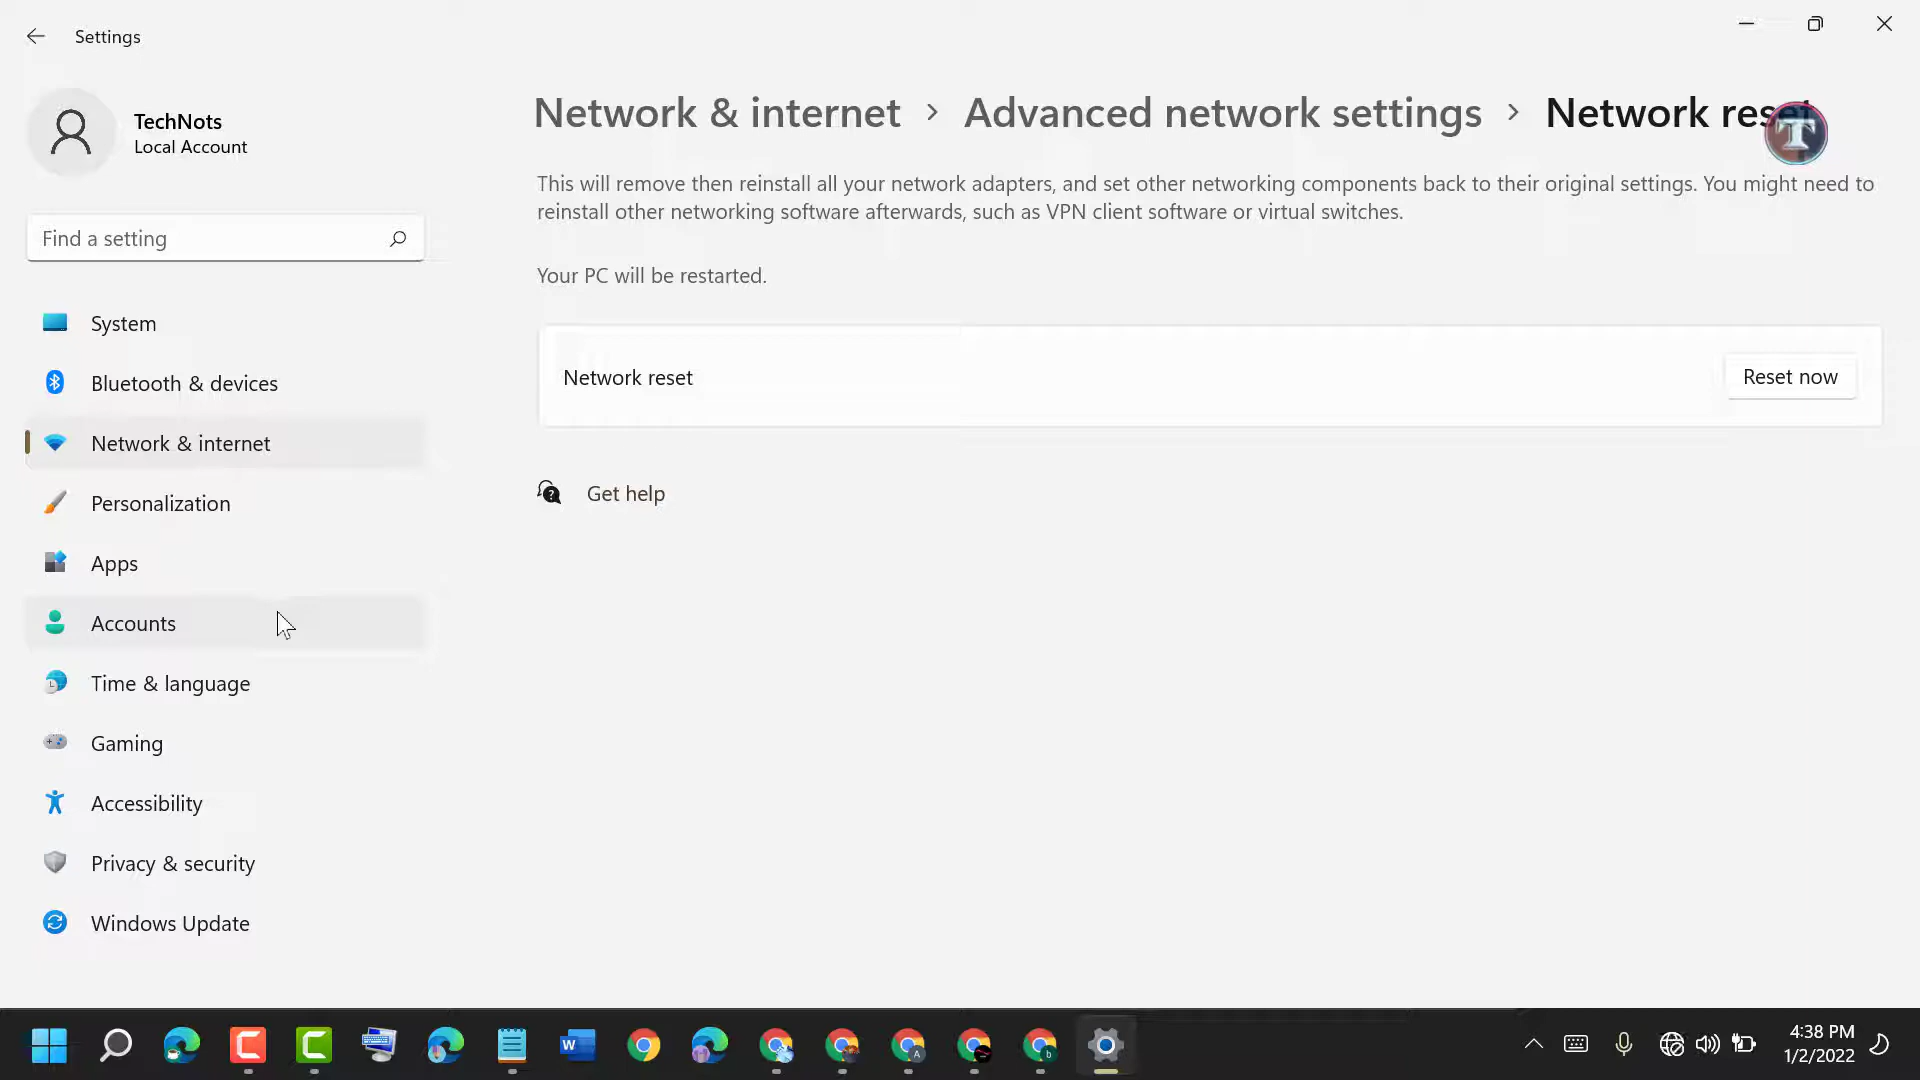 Settings
TechNots
Local Account
Find a setting
System
Bluetooth & devices
Network & internet
Personalization
Apps
Accounts
Time & language
Gaming
Accessibility
Privacy & security
Windows Update
Network & internet > Advanced network settings > Network reset
This will remove then reinstall all your network adapters, and set other networking components back to their original settings. You might need to
reinstall other networking software afterwards, such as VPN client software or virtual switches.
Your PC will be restarted.
Network reset
Reset now
Get help
4:38 PM
1/2/2022